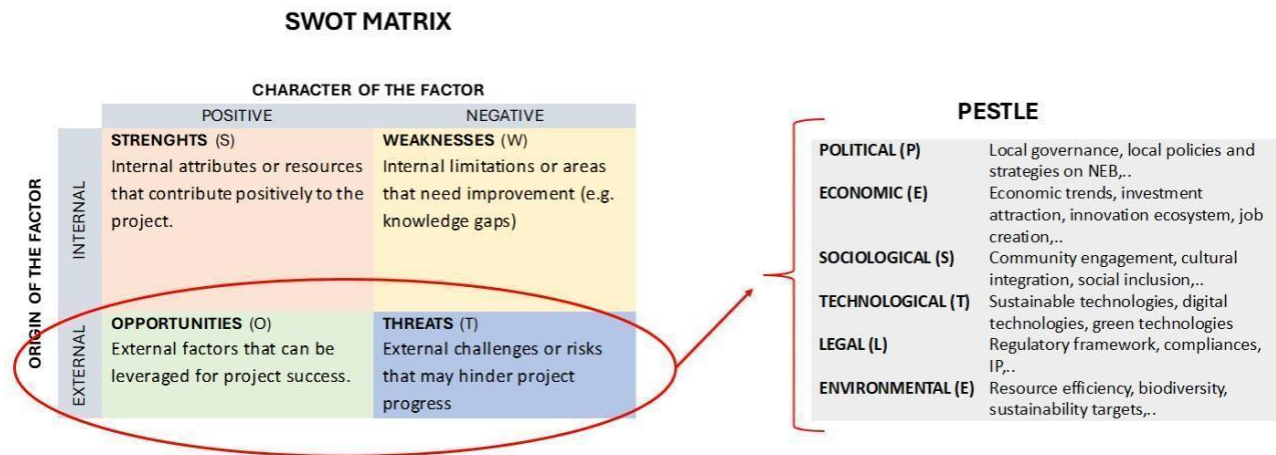 SWOT MATRIX
CHARACTER OF THE FACTOR
POSITIVE
NEGATIVE
ORIGIN OF THE FACTOR
INTERNAL
STRENGHTS (S)
Internal attributes or resources
that contribute positively to the
project.
WEAKNESSES (W)
Internal limitations or areas
that need improvement (e.g.
knowledge gaps)
EXTERNAL
OPPORTUNITIES (O)
External factors that can be
leveraged for project success.
THREATS (T)
External challenges or risks
that may hinder project
progress
PESTLE
POLITICAL (P)
Local governance, local policies and
strategies on NEB,..
ECONOMIC (E)
Economic trends, investment
attraction, innovation ecosystem, job
creation,..
SOCIOLOGICAL (S)
Community engagement, cultural
integration, social inclusion,..
TECHNOLOGICAL (T)
Sustainable technologies, digital
technologies, green technologies
LEGAL (L)
Regulatory framework, compliances,
IP,..
ENVIRONMENTAL (E)
Resource efficiency, biodiversity,
sustainability targets,..